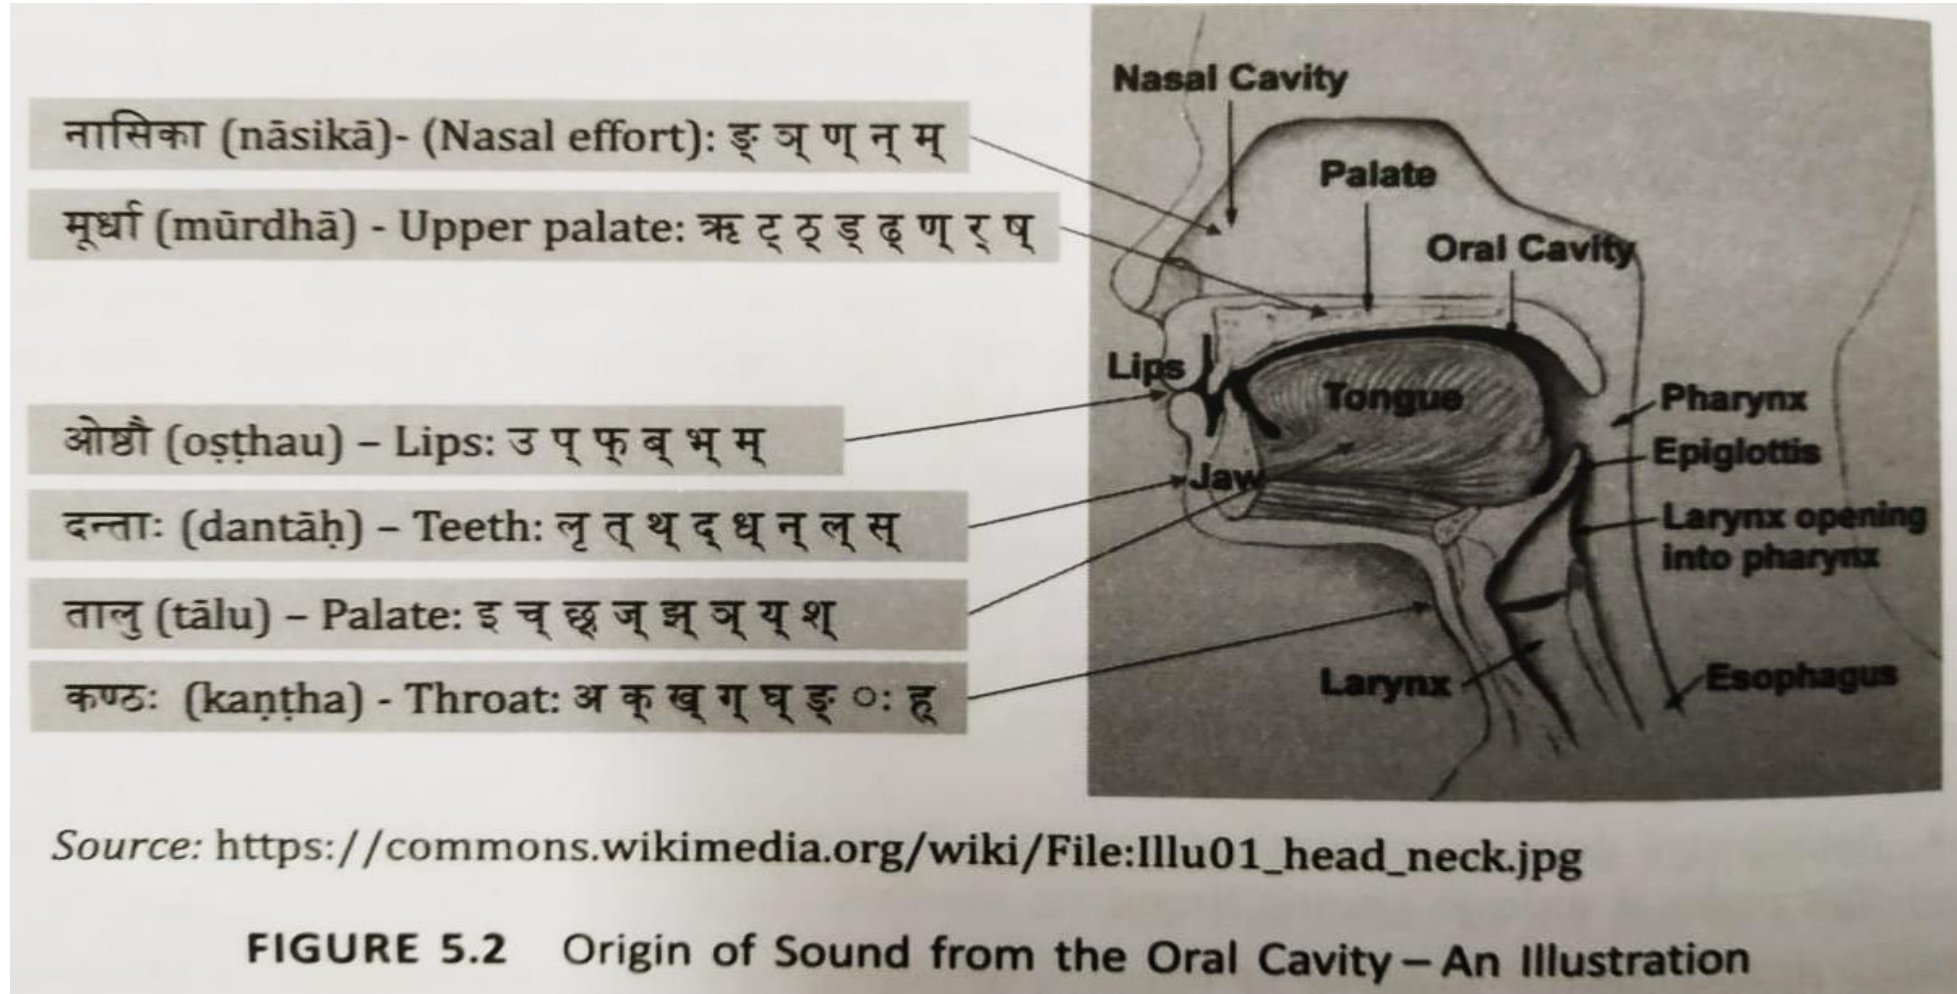 नासिका (nāsikā)- (Nasal effort): ङ् ञ् ण् न् म्
मूर्धा (mūrdhā) - Upper palate: ऋ ट् ठ् ड् ढ् ण् र् ष्
ओष्ठौ (oṣṭhau) – Lips: उ प् फ् ब् भ् म्
दन्ताः (dantāḥ) – Teeth: लृ त् थ् द् ध् न् ल् स्
तालु (tālu) – Palate: इ च् छ् ज् झ् ञ् य् श्
कण्ठः (kaṇṭha) - Throat: अ क् ख् ग् घ् ङ् ः ह्
Nasal Cavity
Palate
Oral Cavity
Lips
Tongue
Pharynx
Epiglottis
Jaw
Larynx opening
into pharynx
Larynx
Esophagus
Source: https://commons.wikimedia.org/wiki/File:Illu01_head_neck.jpg
FIGURE 5.2 Origin of Sound from the Oral Cavity – An Illustration